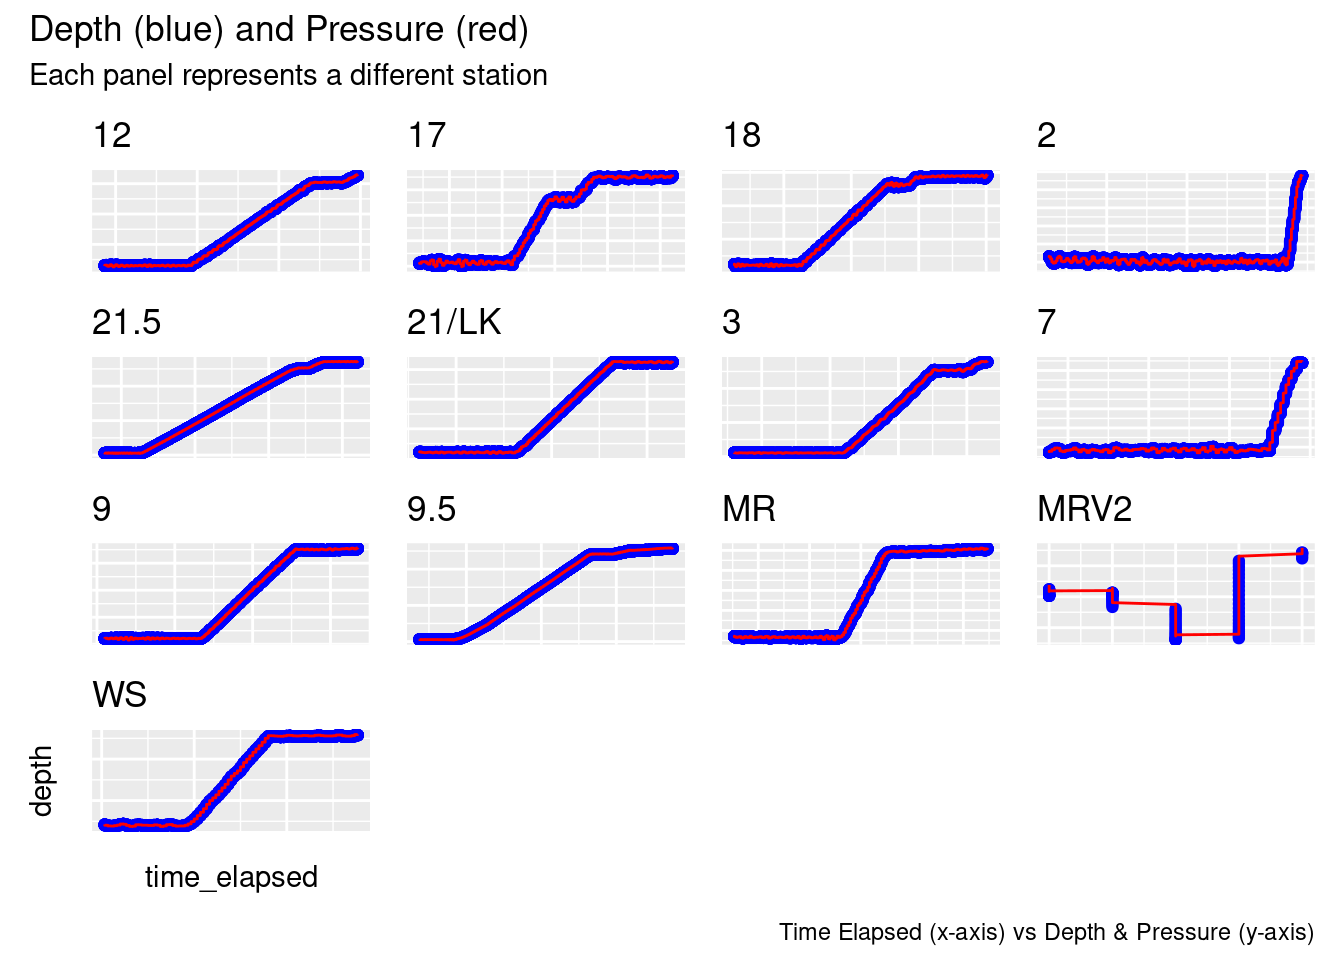 Depth (blue) and Pressure (red)
Each panel represents a different station
12
17
18
2
21.5
21/LK
3
7
9
9.5
MR
MRV2
WS
depth
time_elapsed
Time Elapsed (x-axis) vs Depth & Pressure (y-axis)